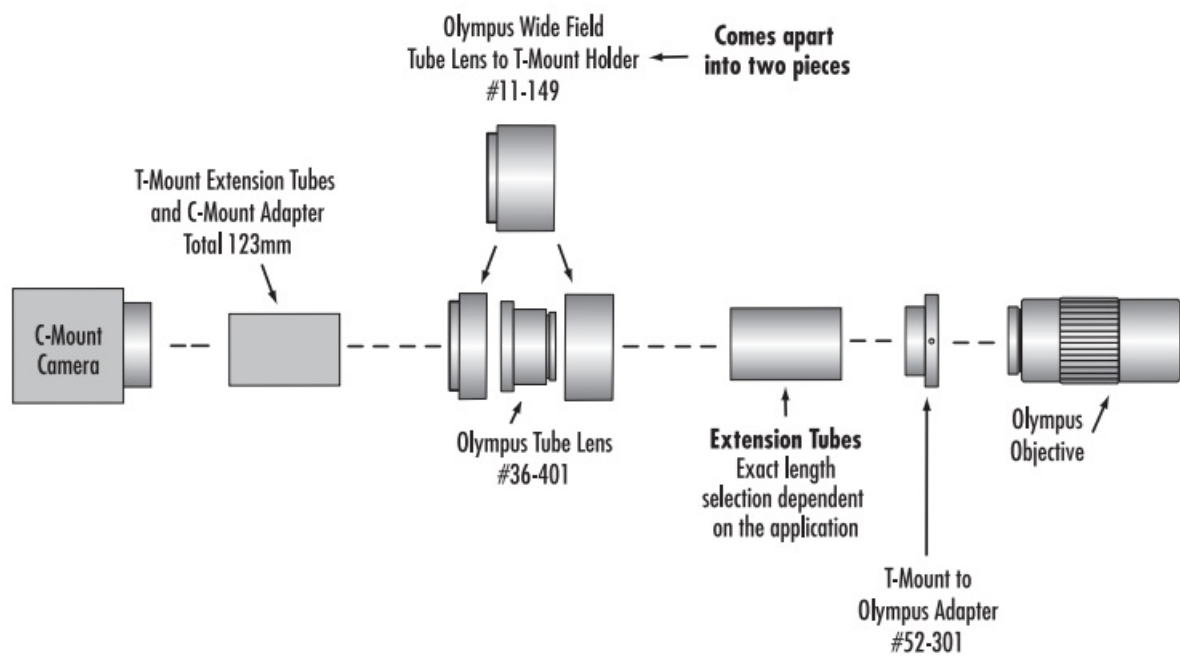 Olympus Wide Field
Tube Lens to T-Mount Holder
#11-149
Comes apart
into two pieces
T-Mount Extension Tubes
and C-Mount Adapter
Total 123mm
C-Mount
Camera
Olympus Tube Lens
#36-401
Extension Tubes
Exact length
selection dependent
on the application
Olympus
Objective
T-Mount to
Olympus Adapter
#52-301